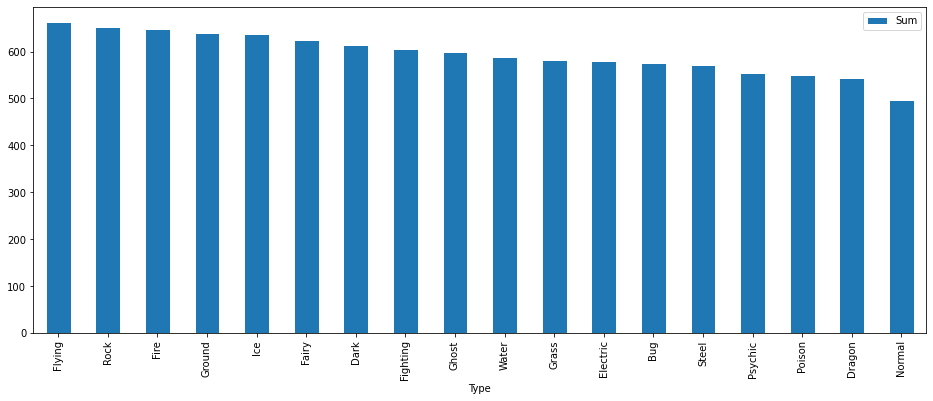 Sum
600
500
400
300
200
100
0
Flying
Rock
Fire
Ground
Ice
Fairy
Dark
Fighting
Ghost
Water
Grass
Electric
Bug
Steel
Psychic
Poison
Dragon
Normal
Type